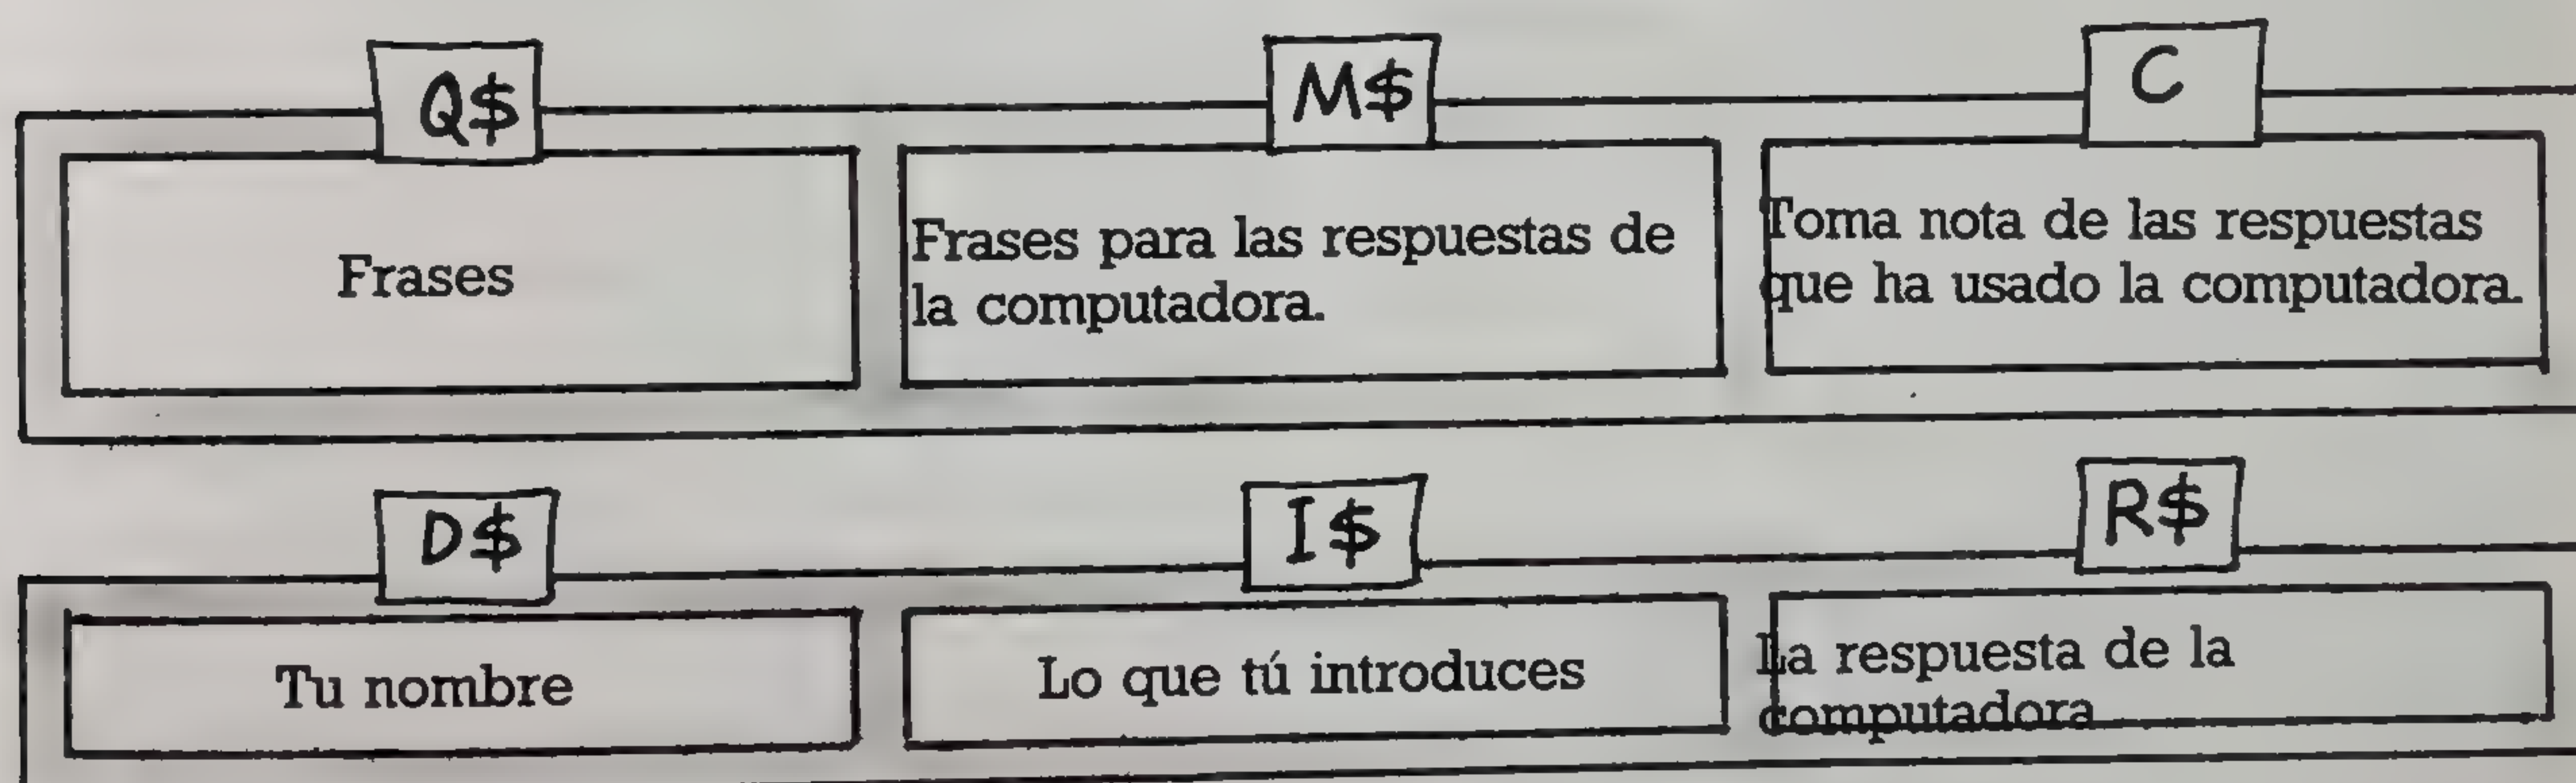 Q$
M$
C
Frases
Frases para las respuestas de
la computadora.
Toma nota de las respuestas
que ha usado la computadora.
D$
I$
R$
Tu nombre
Lo que tú introduces
La respuesta de la
computadora